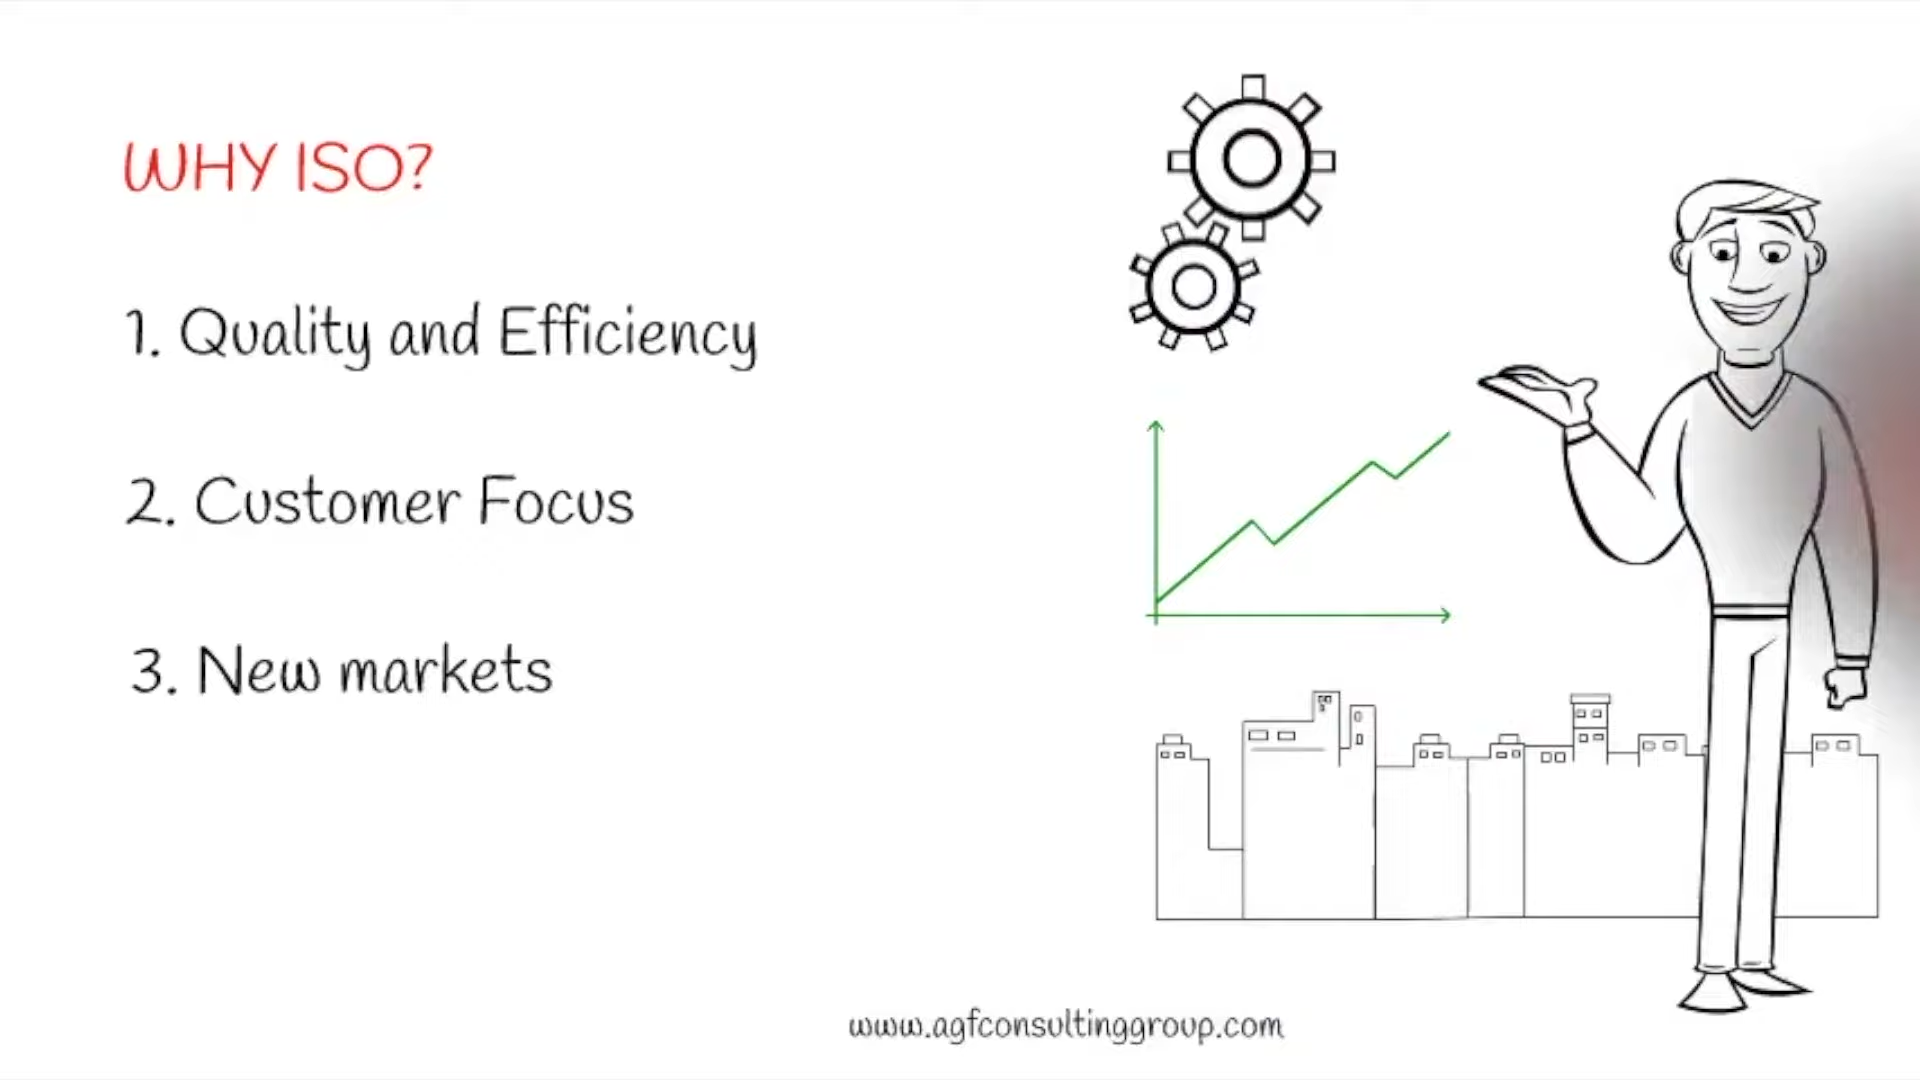 WHY ISO?
1. Quality and Efficiency
2. Customer Focus
3. New markets
www.agfconsultinggroup.com